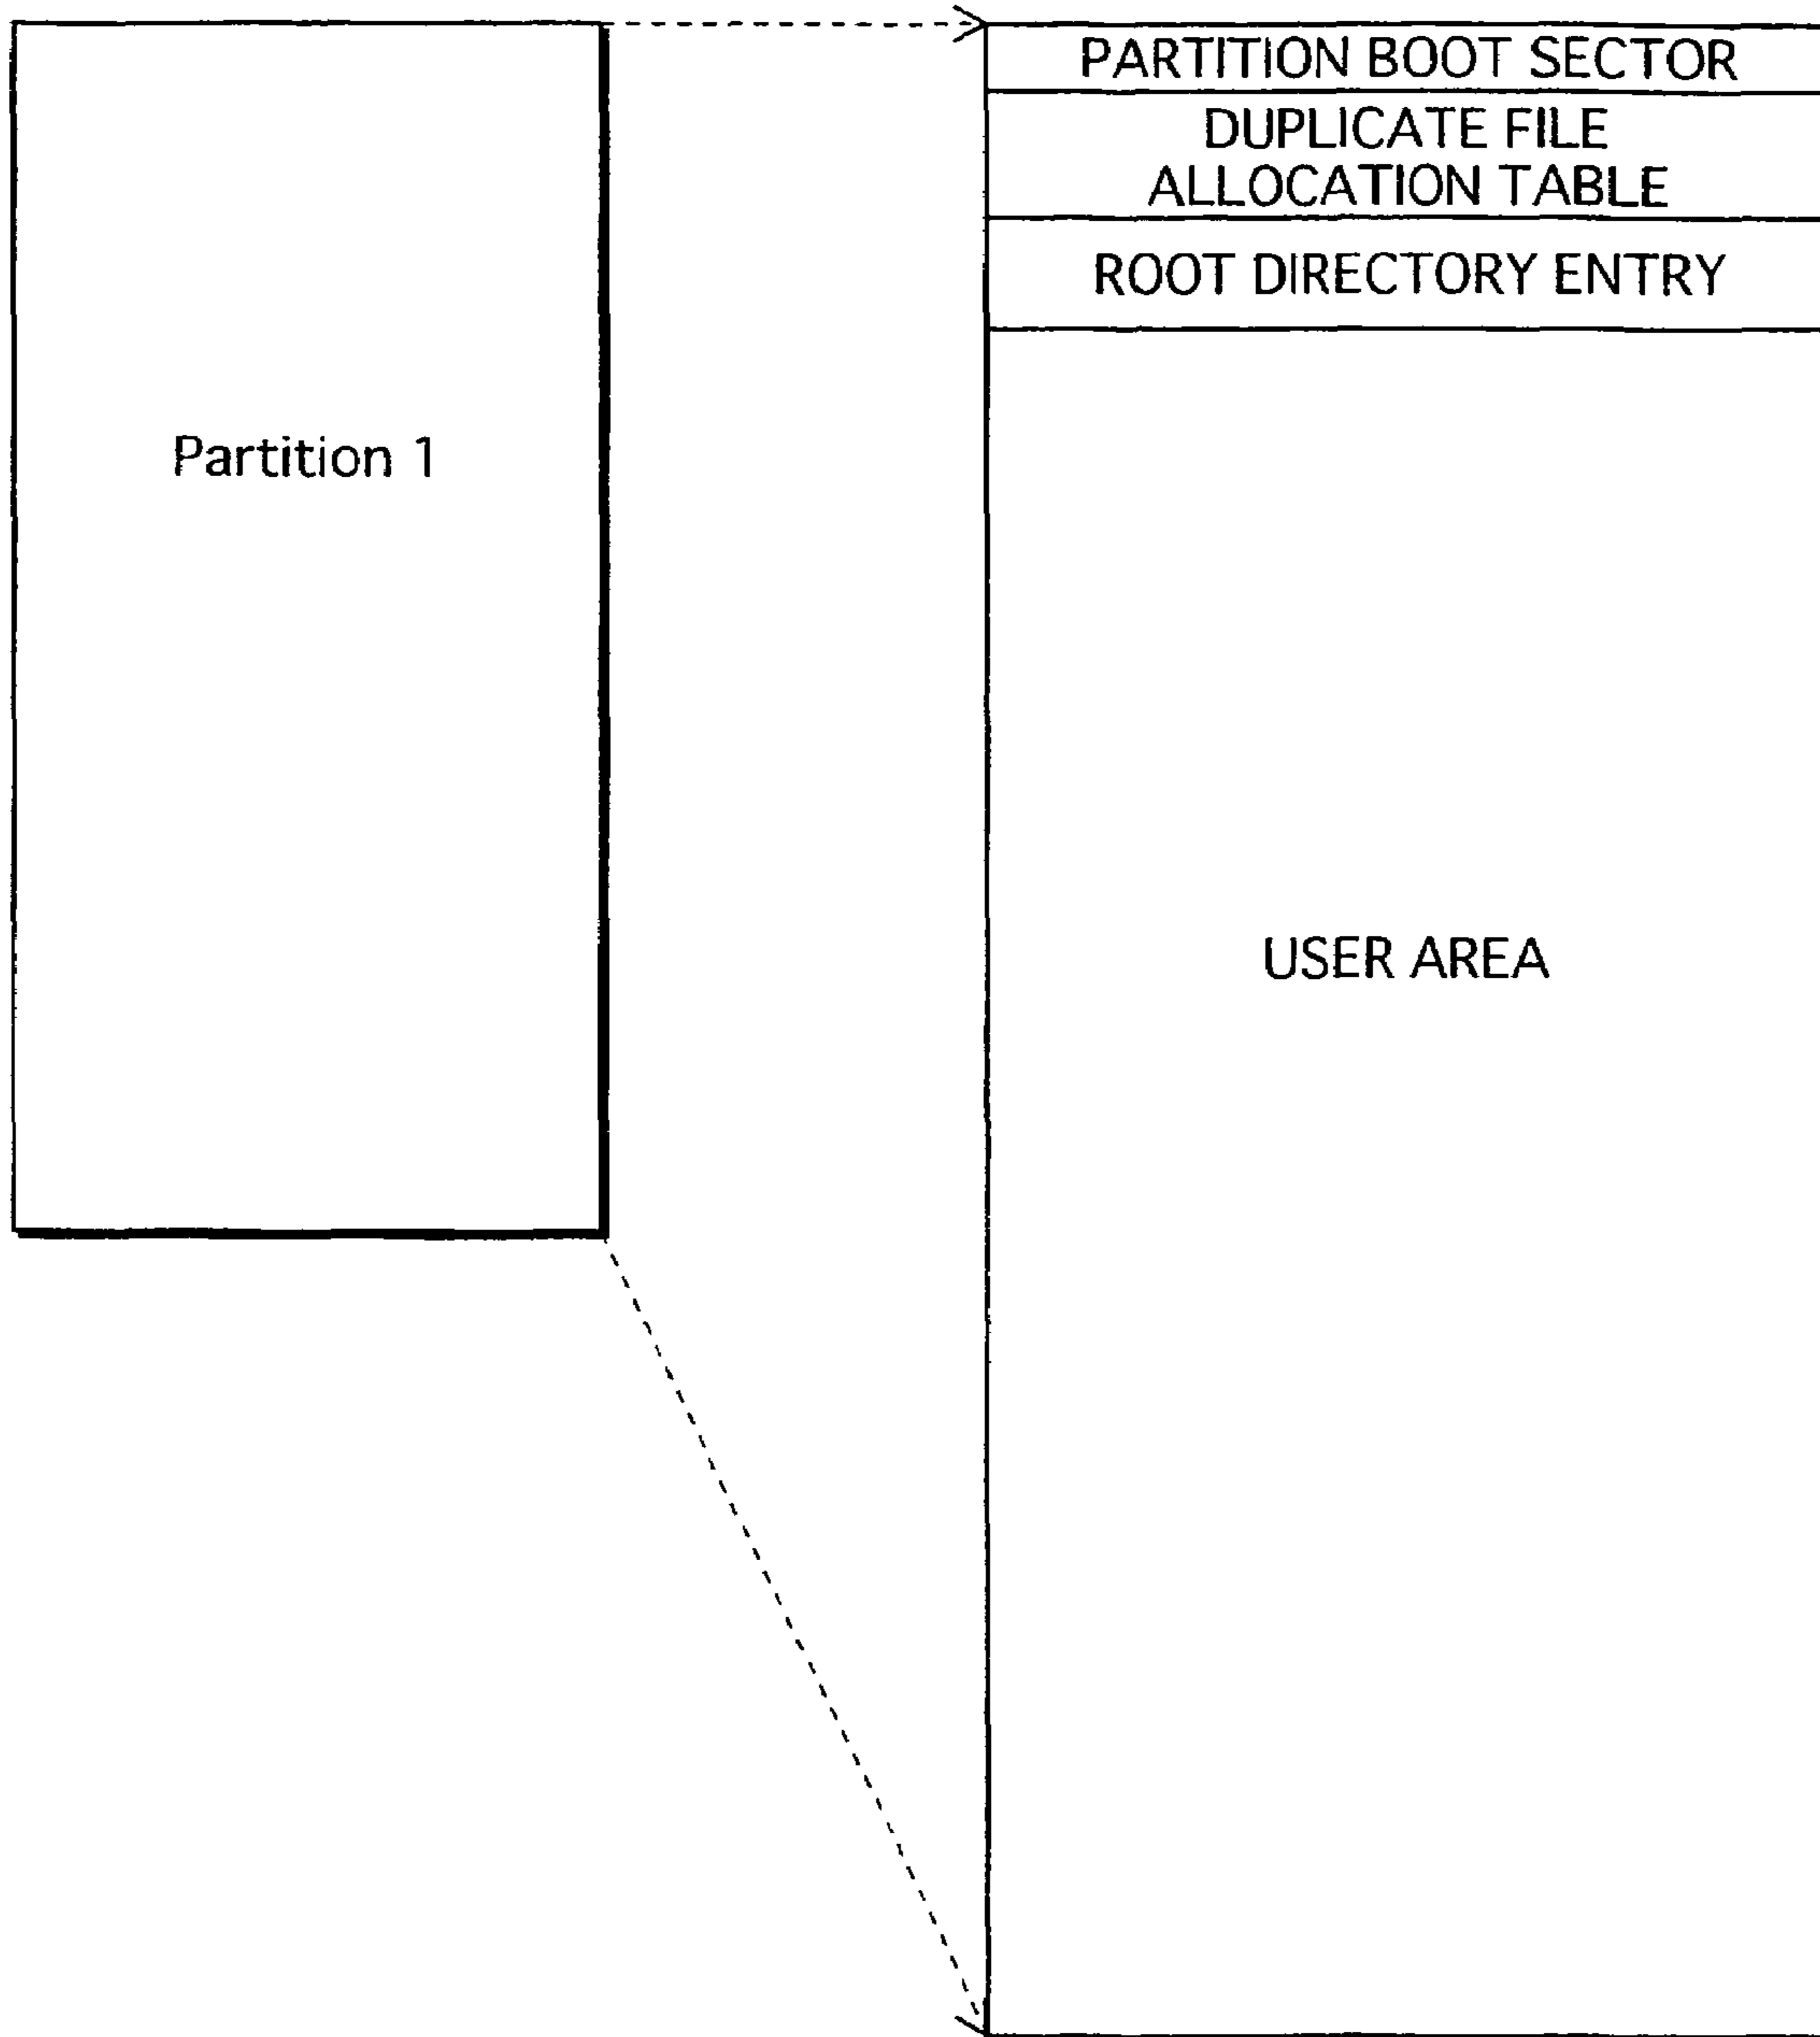 PARTITION BOOT SECTOR
DUPLICATE FILE
ALLOCATION TABLE
ROOT DIRECTORY ENTRY
Partition 1
USER AREA